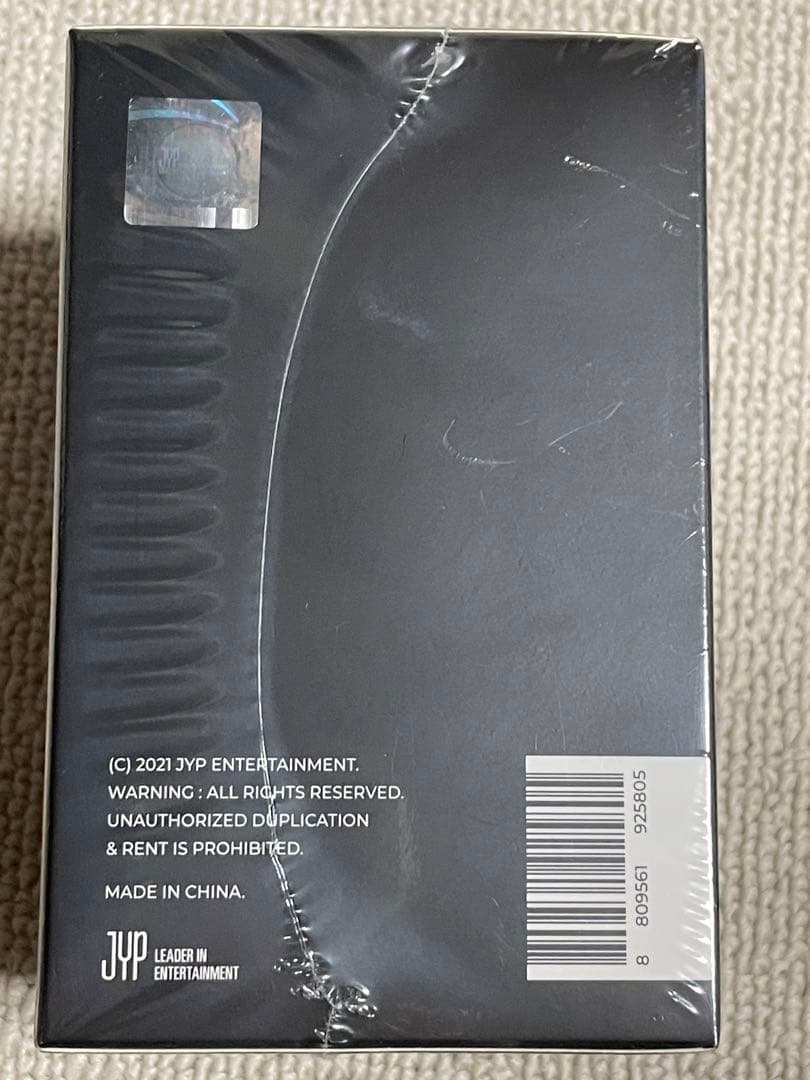 JYP
(C) 2021 JYP ENTERTAINMENT.
WARNING : ALL RIGHTS RESERVED.
UNAUTHORIZED DUPLICATION
& RENT IS PROHIBITED.
MADE IN CHINA.
JYP LEADER IN
ENTERTAINMENT
8 809561 925805